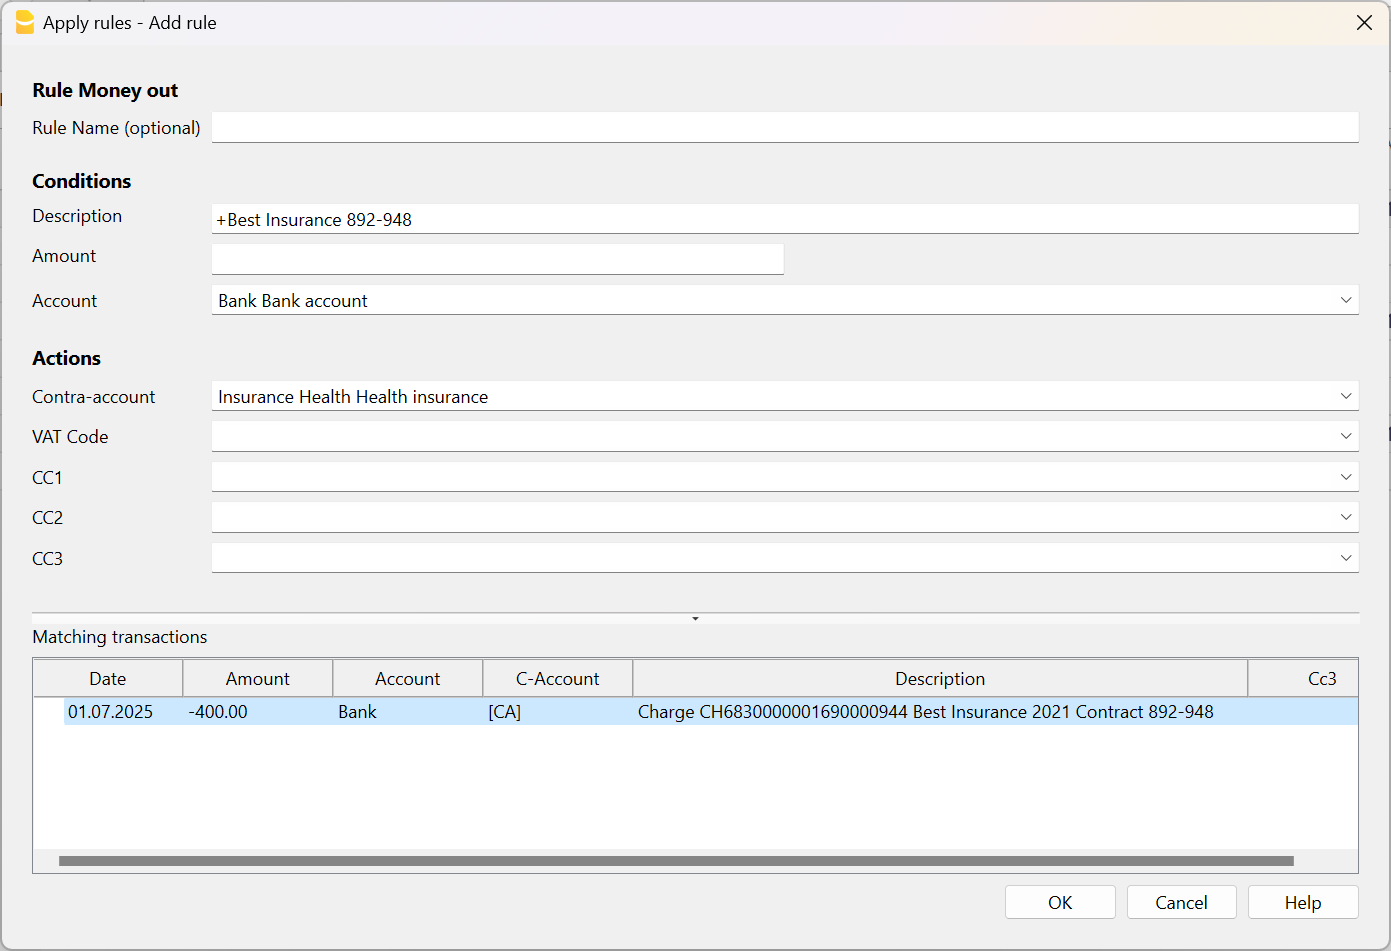 Apply rules - Add rule
Rule Money out
Rule Name (optional)
Conditions
Description +Best Insurance 892-948
Amount
Account Bank Bank account
Actions
Contra-account Insurance Health Health insurance
VAT Code
CC1
CC2
CC3
Matching transactions
Date Amount Account C-Account Description Cc3
01.07.2025 -400.00 Bank [CA] Charge CH6830000001690000944 Best Insurance 2021 Contract 892-948
OK Cancel Help